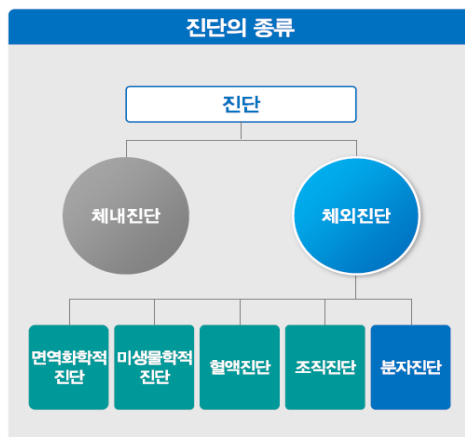 진단의 종류
진단
체내진단
체외진단
면역화학적
진단
미생물학적
진단
혈액진단
조직진단
분자진단